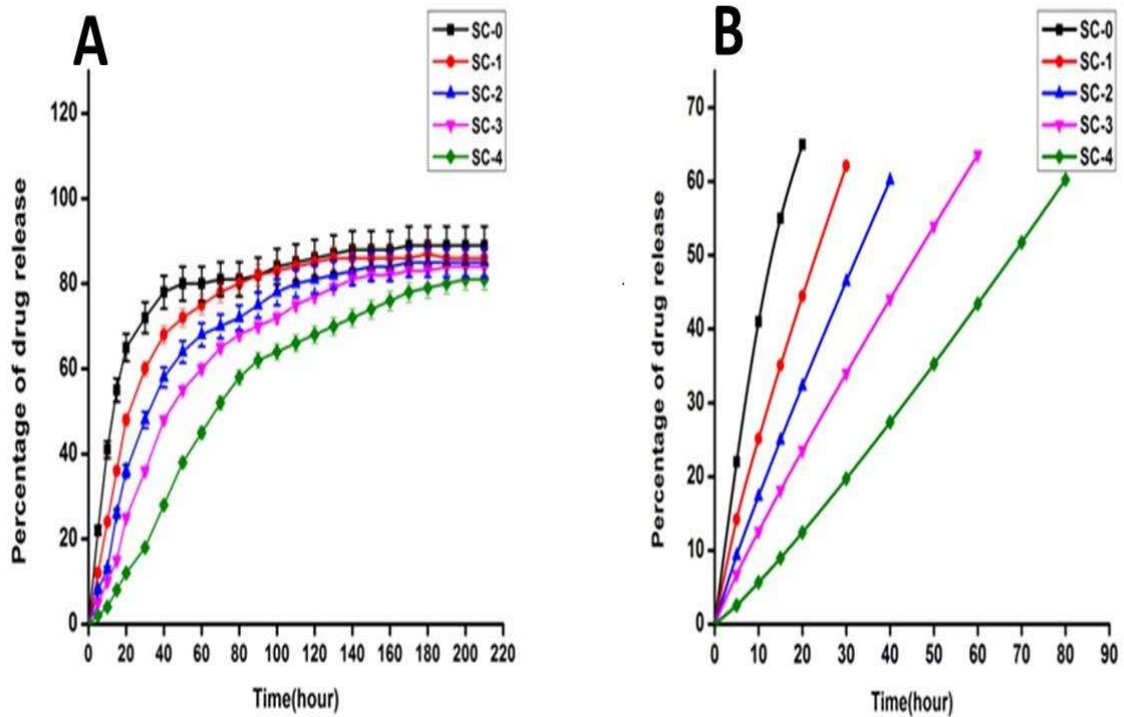 A
SC-0
SC-1
SC-2
SC-3
SC-4
120
100
80
60
40
20
0
Percentage of drug release
0 20 40 60 80 100 120 140 160 180 200 220
Time(hour)
B
SC-0
SC-1
SC-2
SC-3
SC-4
70
60
50
40
30
20
10
0
Percentage of drug release
0 10 20 30 40 50 60 70 80 90
Time(hour)